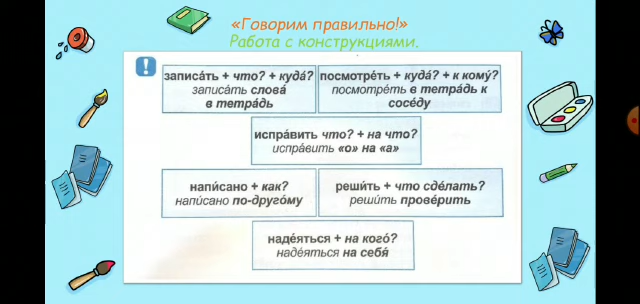 «Говорим правильно!»
Работа с конструкциями.
!
записа́ть + что? + куда́?
записа́ть слова́
в тетра́дь
посмотре́ть + куда́? + к кому́?
посмотре́ть в тетра́дь к
сосе́ду
испра́вить что? + на что?
испра́вить «о» на «а»
напи́сано + как?
напи́сано по-друго́му
реши́ть + что сде́лать?
реши́ть прове́рить
наде́яться + на кого́?
наде́яться на себя́